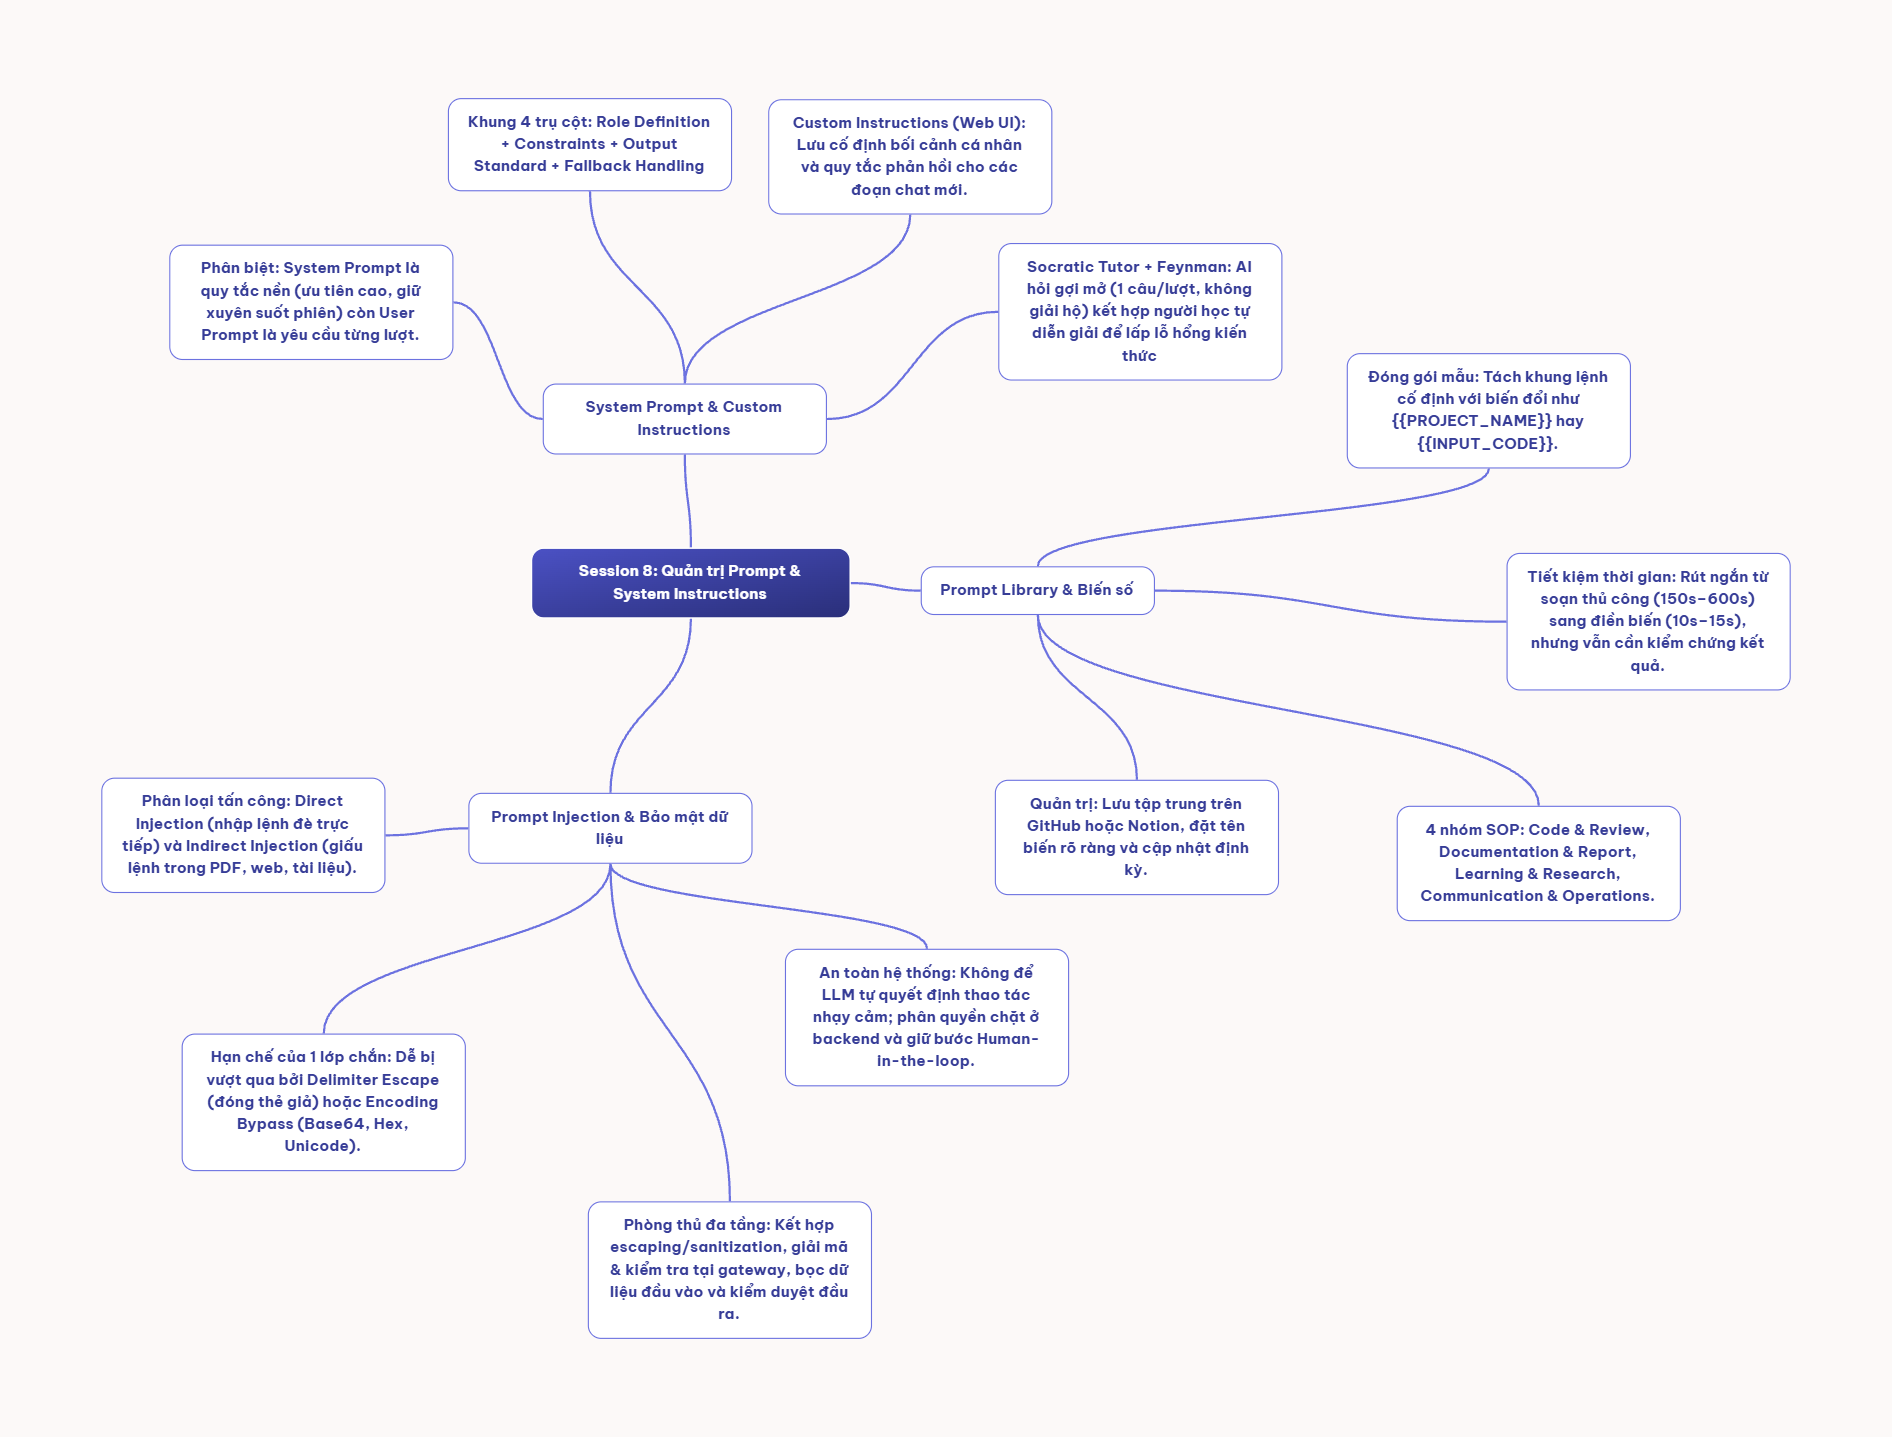 Khung 4 trụ cột: Role Definition
+ Constraints + Output
Standard + Fallback Handling
Custom Instructions (Web UI):
Lưu cố định bối cảnh cá nhân
và quy tắc phản hồi cho các
đoạn chat mới.
Phân biệt: System Prompt là
quy tắc nền (ưu tiên cao, giữ
xuyên suốt phiên) còn User
Prompt là yêu cầu từng lượt.
Socratic Tutor + Feynman: AI
hỏi gợi mở (1 câu/lượt, không
giải hộ) kết hợp người học tự
diễn giải để lấp lỗ hổng kiến
thức
System Prompt & Custom
Instructions
Đóng gói mẫu: Tách khung lệnh
cố định với biến đổi như
{{PROJECT_NAME}} hay
{{INPUT_CODE}}.
Session 8: Quản trị Prompt &
System Instructions
Prompt Library & Biến số
Tiết kiệm thời gian: Rút ngắn từ
soạn thủ công (150s–600s)
sang điền biến (10s–15s),
nhưng vẫn cần kiểm chứng kết
quả.
Phân loại tấn công: Direct
Injection (nhập lệnh đè trực
tiếp) và Indirect Injection (giấu
lệnh trong PDF, web, tài liệu).
Prompt Injection & Bảo mật dữ
liệu
Quản trị: Lưu tập trung trên
GitHub hoặc Notion, đặt tên
biến rõ ràng và cập nhật định
kỳ.
4 nhóm SOP: Code & Review,
Documentation & Report,
Learning & Research,
Communication & Operations.
An toàn hệ thống: Không để
LLM tự quyết định thao tác
nhạy cảm; phân quyền chặt ở
backend và giữ bước Human-
in-the-loop.
Hạn chế của 1 lớp chắn: Dễ bị
vượt qua bởi Delimiter Escape
(đóng thẻ giả) hoặc Encoding
Bypass (Base64, Hex,
Unicode).
Phòng thủ đa tầng: Kết hợp
escaping/sanitization, giải mã
& kiểm tra tại gateway, bọc dữ
liệu đầu vào và kiểm duyệt đầu
ra.